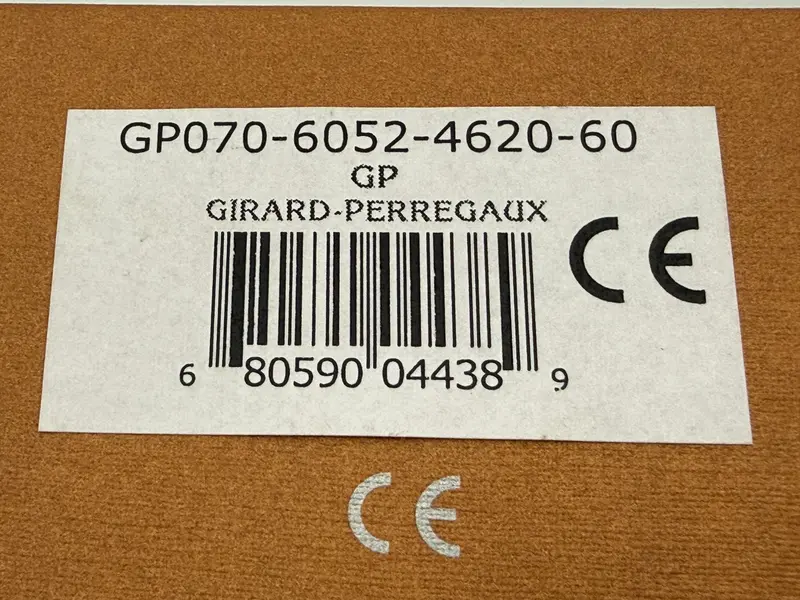 GP070-6052-4620-60
GP
GIRARD-PERREGAUX
CE
6 80590 04438 9
CE